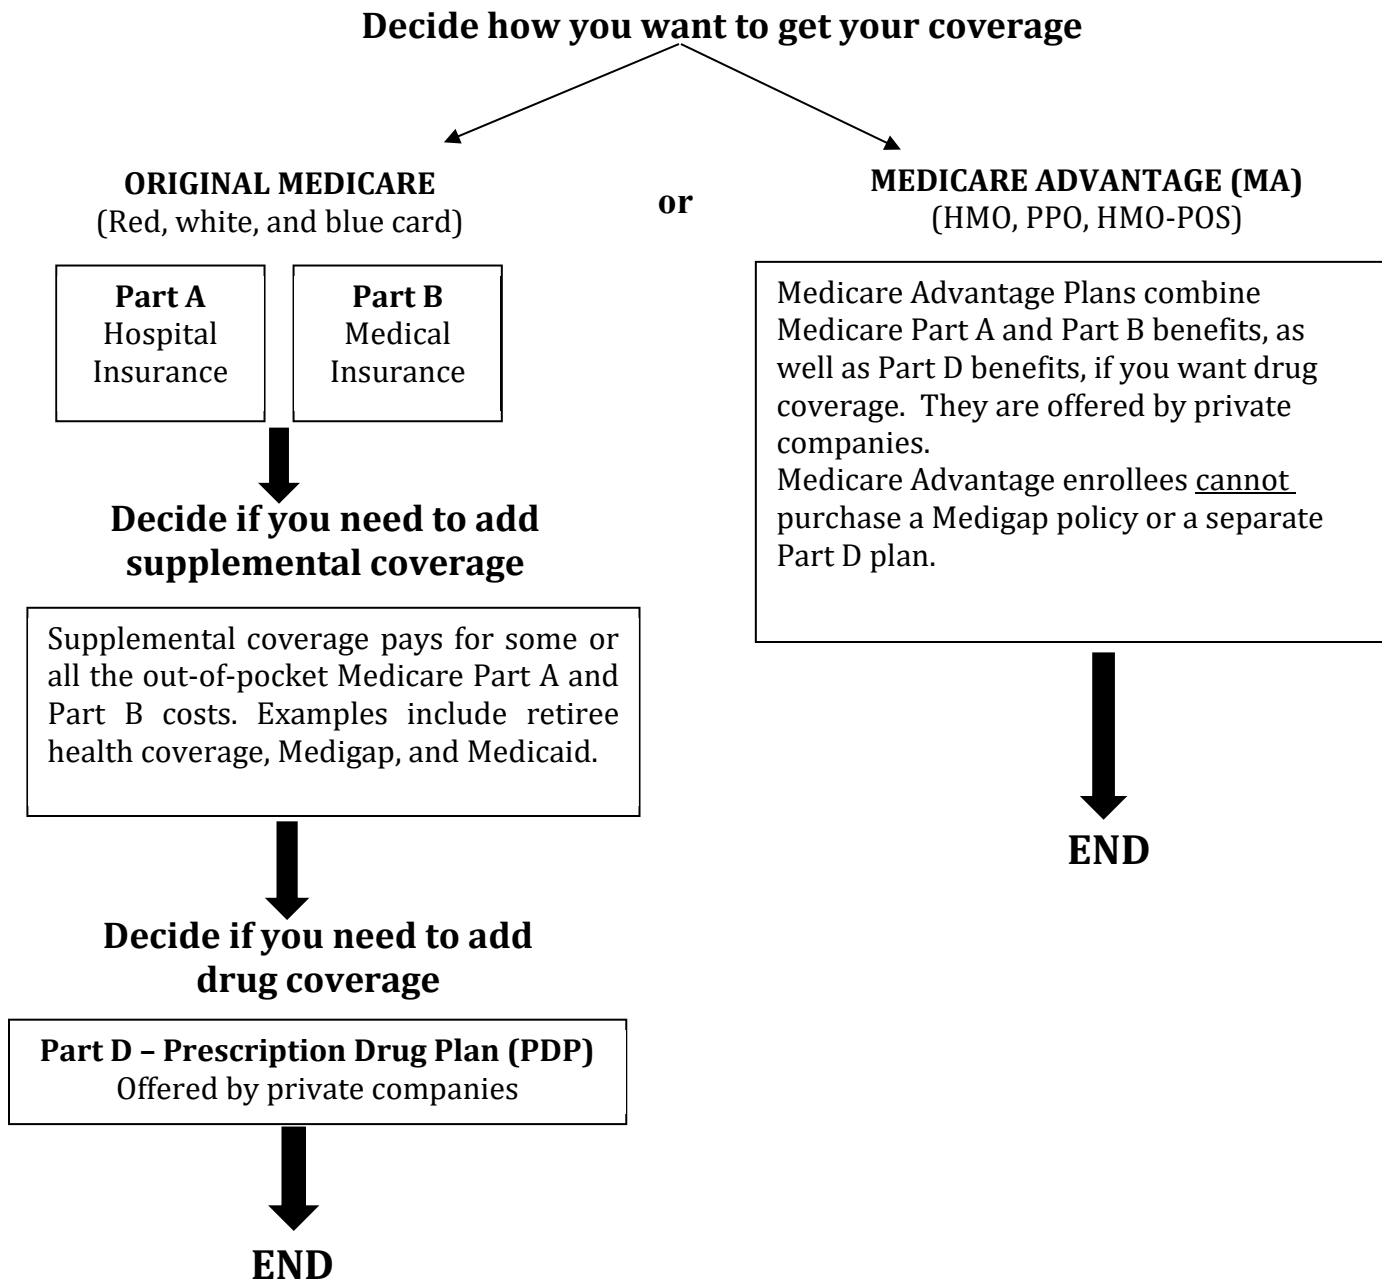 Decide how you want to get your coverage
ORIGINAL MEDICARE
(Red, white, and blue card)
or
MEDICARE ADVANTAGE (MA)
(HMO, PPO, HMO-POS)
Part A
Hospital
Insurance
Part B
Medical
Insurance
Decide if you need to add
supplemental coverage
Supplemental coverage pays for some or
all the out-of-pocket Medicare Part A and
Part B costs. Examples include retiree
health coverage, Medigap, and Medicaid.
Decide if you need to add
drug coverage
Part D – Prescription Drug Plan (PDP)
Offered by private companies
END
Medicare Advantage Plans combine
Medicare Part A and Part B benefits, as
well as Part D benefits, if you want drug
coverage.  They are offered by private
companies.
Medicare Advantage enrollees cannot
purchase a Medigap policy or a separate
Part D plan.
END